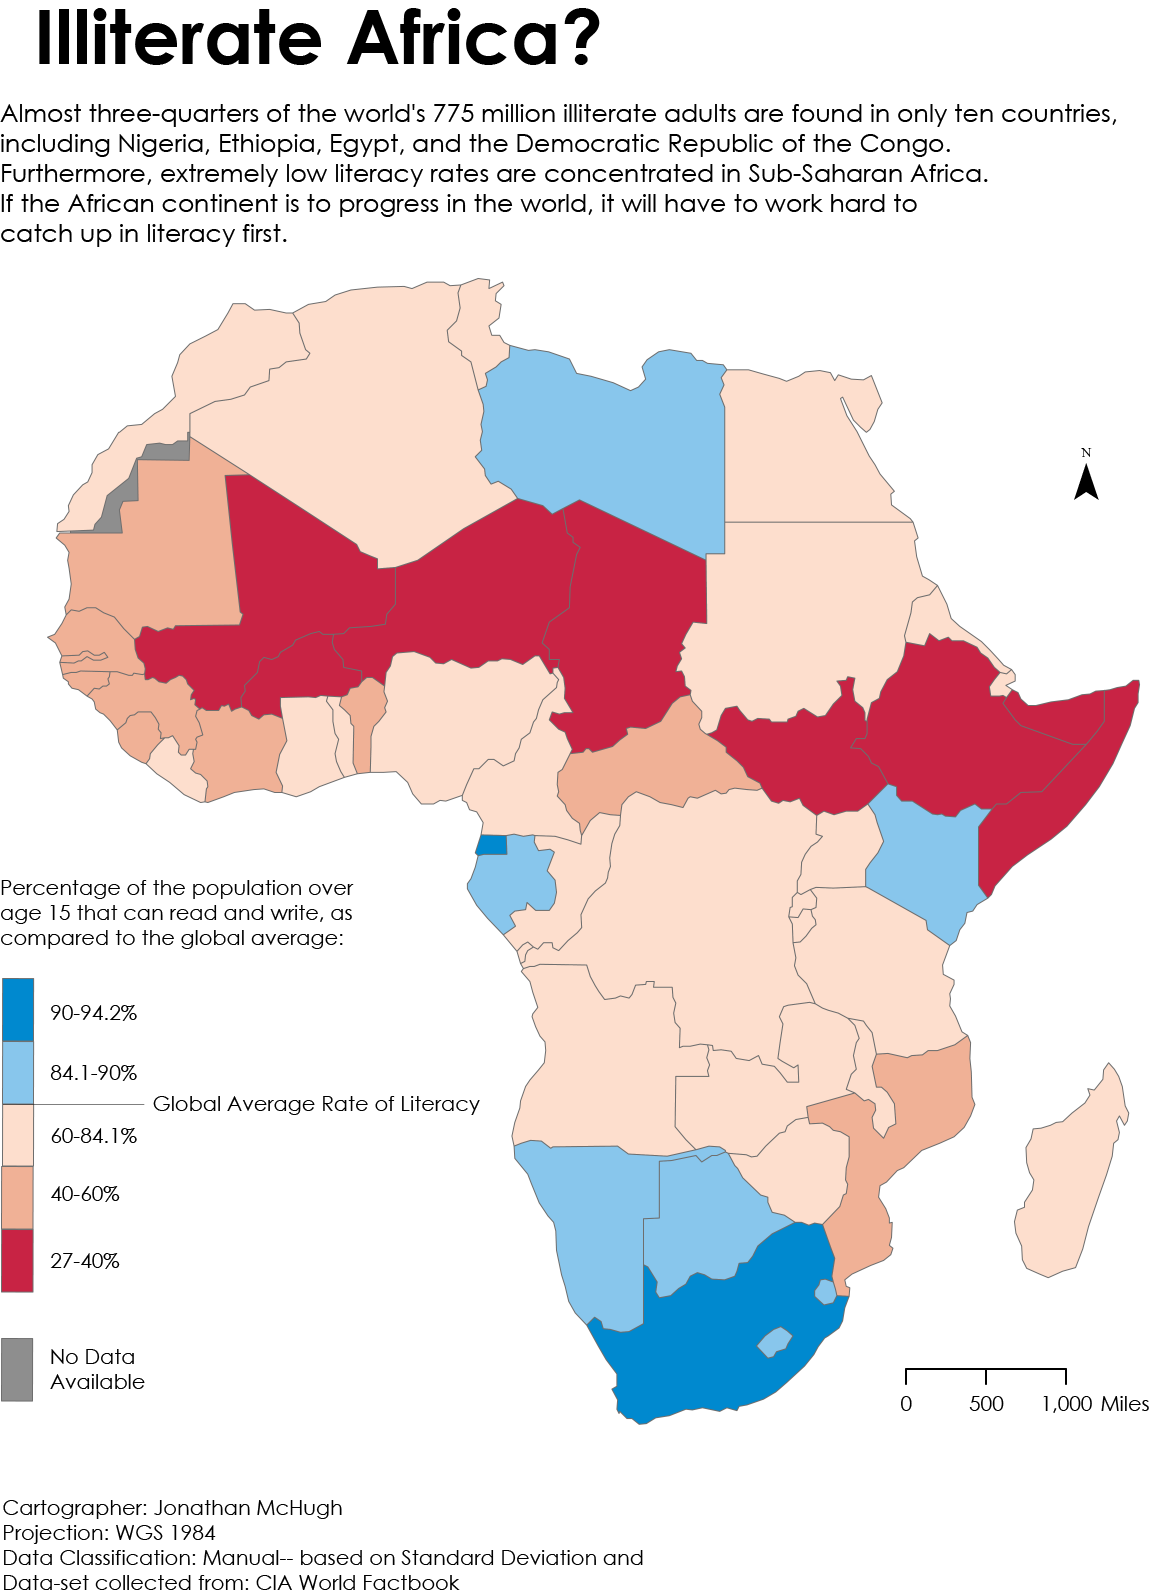 Illiterate Africa?
Almost three-quarters of the world's 775 million illiterate adults are found in only ten countries,
including Nigeria, Ethiopia, Egypt, and the Democratic Republic of the Congo.
Furthermore, extremely low literacy rates are concentrated in Sub-Saharan Africa.
If the African continent is to progress in the world, it will have to work hard to
catch up in literacy first.
N
Percentage of the population over
age 15 that can read and write, as
compared to the global average:
90-94.2%
84.1-90%
Global Average Rate of Literacy
60-84.1%
40-60%
27-40%
No Data
Available
0 500 1,000 Miles
Cartographer: Jonathan McHugh
Projection: WGS 1984
Data Classification: Manual-- based on Standard Deviation and
Data-set collected from: CIA World Factbook